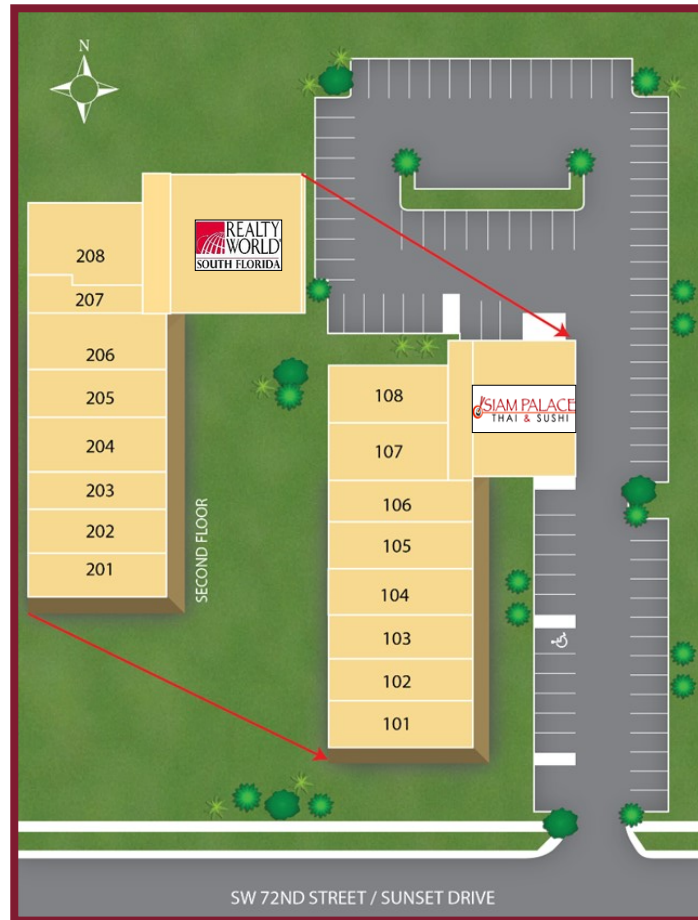 N
REALTY
WORLD
SOUTH FLORIDA
208
207
206
205
204
203
202
201
SECOND FLOOR
SIAM PALACE
THAI & SUSHI
108
107
106
105
104
103
102
101
SW 72ND STREET / SUNSET DRIVE